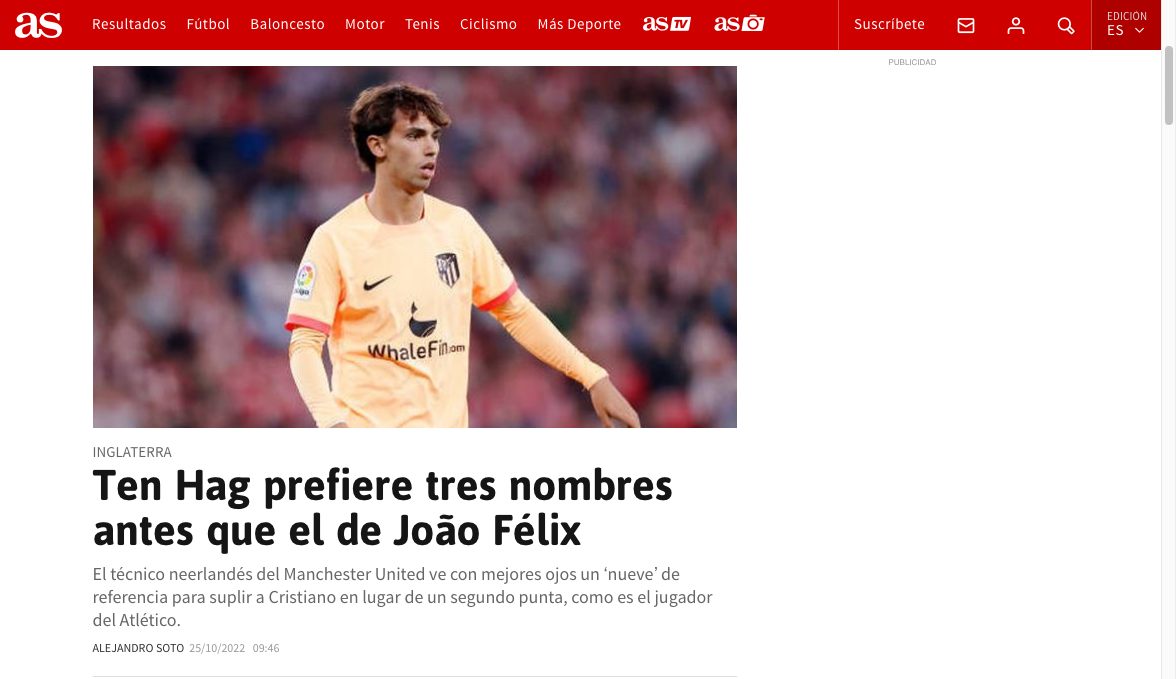 as
Resultados
Fútbol
Baloncesto
Motor
Tenis
Ciclismo
Más Deporte
as TV
as
Suscríbete
EDICIÓN
ES
PUBLICIDAD
WhaleFin.com
INGLATERRA
Ten Hag prefiere tres nombres
antes que el de João Félix
El técnico neerlandés del Manchester United ve con mejores ojos un ‘nueve’ de
referencia para suplir a Cristiano en lugar de un segundo punta, como es el jugador
del Atlético.
ALEJANDRO SOTO 25/10/2022 09:46